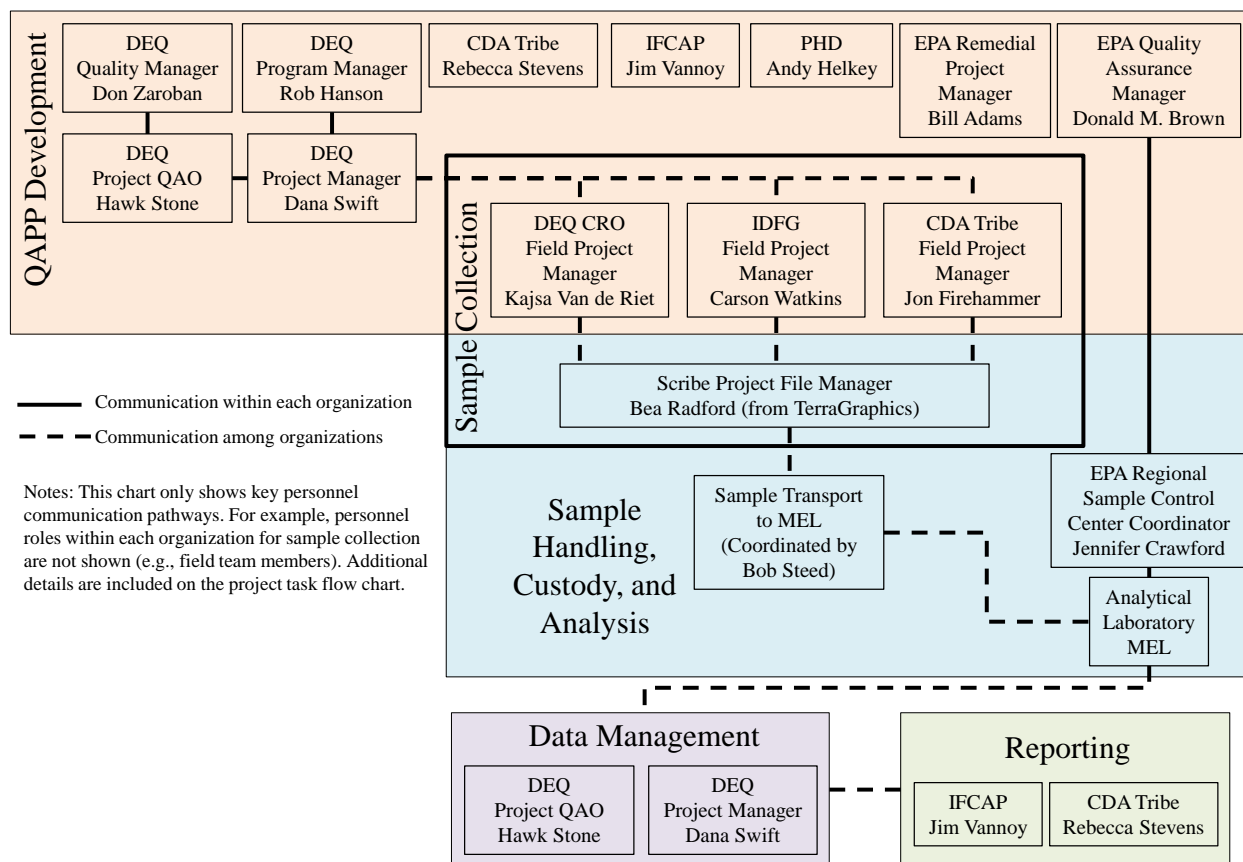 QAPP Development
DEQ
Quality Manager
Don Zaroban
DEQ
Program Manager
Rob Hanson
CDA Tribe
Rebecca Stevens
IFCAP
Jim Vannoy
PHD
Andy Helkey
EPA Remedial
Project
Manager
Bill Adams
EPA Quality
Assurance
Manager
Donald M. Brown
DEQ
Project QAO
Hawk Stone
DEQ
Project Manager
Dana Swift
Sample Collection
DEQ CRO
Field Project
Manager
Kajsa Van de Riet
IDFG
Field Project
Manager
Carson Watkins
CDA Tribe
Field Project
Manager
Jon Firehammer
Scribe Project File Manager
Bea Radford (from TerraGraphics)
Communication within each organization
Communication among organizations
Notes: This chart only shows key personnel
communication pathways. For example, personnel
roles within each organization for sample collection
are not shown (e.g., field team members). Additional
details are included on the project task flow chart.
Sample
Handling,
Custody, and
Analysis
Sample Transport
to MEL
(Coordinated by
Bob Steed)
EPA Regional
Sample Control
Center Coordinator
Jennifer Crawford
Analytical
Laboratory
MEL
Data Management
DEQ
Project QAO
Hawk Stone
DEQ
Project Manager
Dana Swift
Reporting
IFCAP
Jim Vannoy
CDA Tribe
Rebecca Stevens